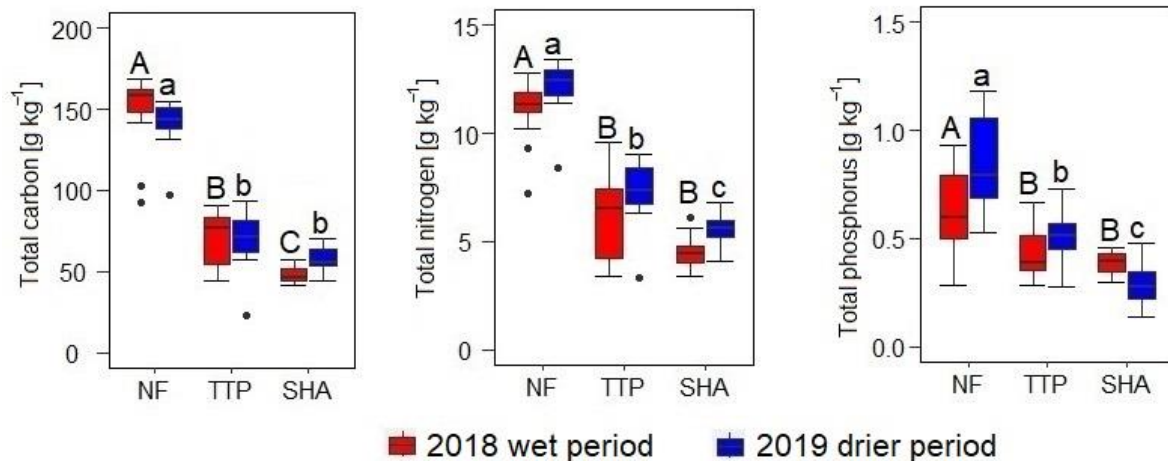 Total carbon [g kg⁻¹]
200
150
100
50
0
A
a
B
b
C
b
NF TTP SHA
Total nitrogen [g kg⁻¹]
15
10
5
0
A
a
B
b
B
c
NF TTP SHA
Total phosphorus [g kg⁻¹]
1.5
1.0
0.5
0.0
A
a
B
b
B
c
NF TTP SHA
2018 wet period 2019 drier period